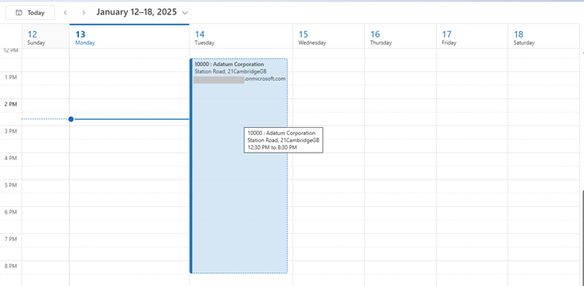 Today
January 12–18, 2025
12
Sunday
13
Monday
14
Tuesday
15
Wednesday
16
Thursday
17
Friday
18
Saturday
12 PM
1 PM
2 PM
3 PM
4 PM
5 PM
6 PM
7 PM
8 PM
10000 : Adatum Corporation
Station Road, 21CambridgeGB
.onmicrosoft.com
10000 : Adatum Corporation
Station Road, 21CambridgeGB
12:30 PM to 8:30 PM